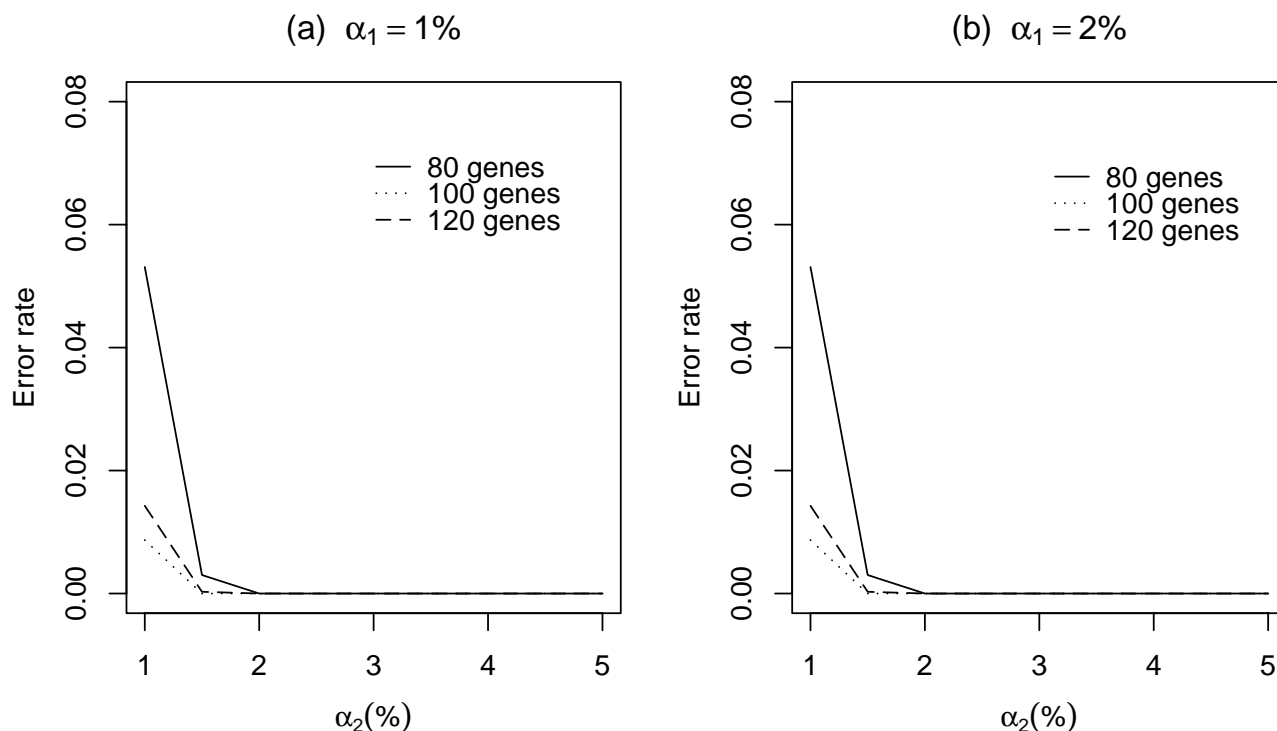 (a) α₁ = 1%
0.08
0.06
0.04
0.02
0.00
Error rate
80 genes
100 genes
120 genes
1 2 3 4 5
α₂(%)
(b) α₁ = 2%
0.08
0.06
0.04
0.02
0.00
Error rate
80 genes
100 genes
120 genes
1 2 3 4 5
α₂(%)